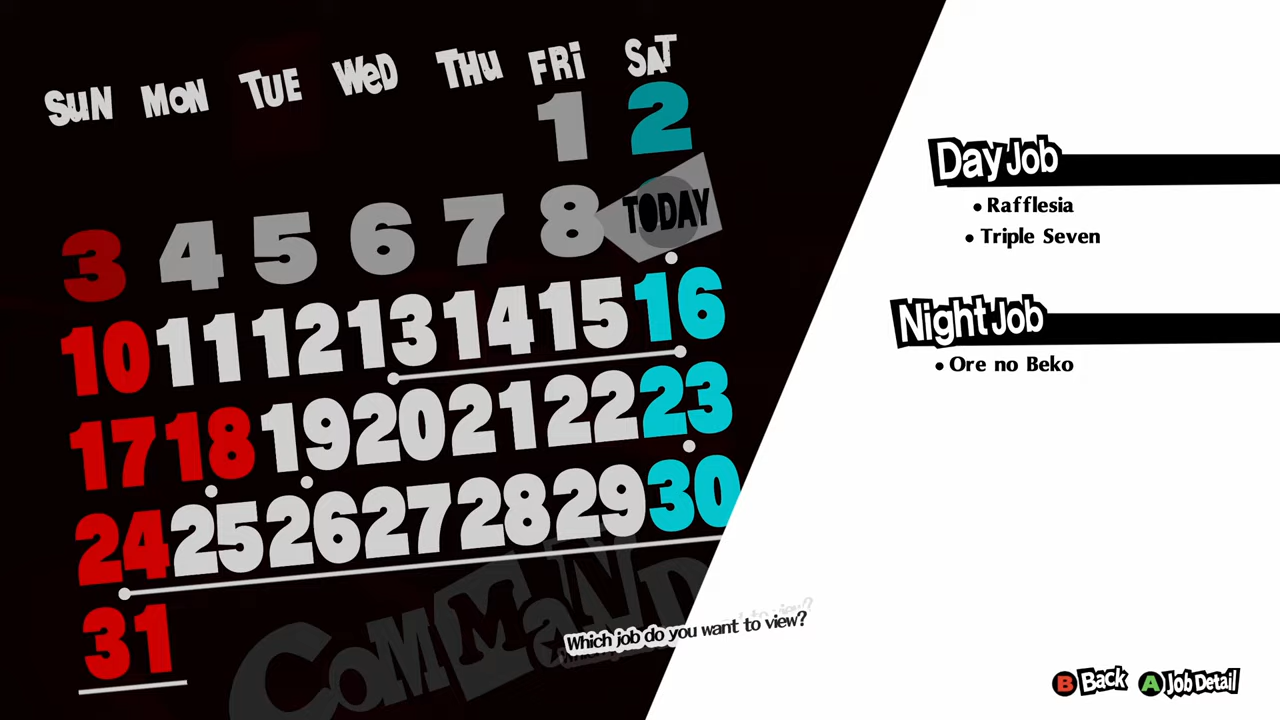 SUN MON TUE WED THU FRI SAT
1 2
3 4 5 6 7 8 TODAY
10 11 12 13 14 15 16
17 18 19 20 21 22 23
24 25 26 27 28 29 30
31
COMMAND
Day Job
• Rafflesia
• Triple Seven
Night Job
• Ore no Beko
Which job do you want to view?
B Back A Job Detail